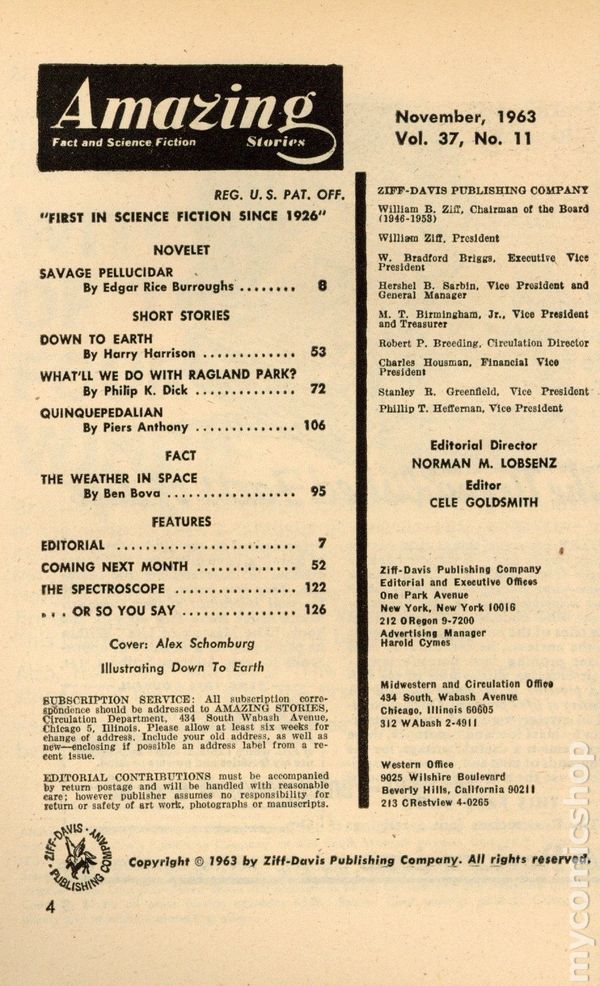 Amazing
Fact and Science Fiction Stories
November, 1963
Vol. 37, No. 11
REG. U. S. PAT. OFF.
"FIRST IN SCIENCE FICTION SINCE 1926"
NOVELET
SAVAGE PELLUCIDAR
By Edgar Rice Burroughs ........ 8
SHORT STORIES
DOWN TO EARTH
By Harry Harrison ............. 53
WHAT'LL WE DO WITH RAGLAND PARK?
By Philip K. Dick .............. 72
QUINQUEPEDALIAN
By Piers Anthony .............. 106
FACT
THE WEATHER IN SPACE
By Ben Bova .................. 95
FEATURES
EDITORIAL ......................... 7
COMING NEXT MONTH .............. 52
THE SPECTROSCOPE ................. 122
. . . OR SO YOU SAY ................. 126
Cover: Alex Schomburg
Illustrating Down To Earth
SUBSCRIPTION SERVICE: All subscription corre-
spondence should be addressed to AMAZING STORIES,
Circulation Department, 434 South Wabash Avenue,
Chicago 5, Illinois. Please allow at least six weeks for
change of address. Include your old address, as well as
new—enclosing if possible an address label from a re-
cent issue.
EDITORIAL CONTRIBUTIONS must be accompanied
by return postage and will be handled with reasonable
care; however publisher assumes no responsibility for
return or safety of art work, photographs or manuscripts.
ZIFF-DAVIS PUBLISHING COMPANY
William B. Ziff, Chairman of the Board
(1946-1953)
William Ziff, President
W. Bradford Briggs, Executive Vice
President
Hershel B. Sarbin, Vice President and
General Manager
M. T. Birmingham, Jr., Vice President
and Treasurer
Robert P. Breeding, Circulation Director
Charles Housman, Financial Vice
President
Stanley R. Greenfield, Vice President
Phillip T. Heffernan, Vice President
Editorial Director
NORMAN M. LOBSENZ
Editor
CELE GOLDSMITH
Ziff-Davis Publishing Company
Editorial and Executive Offices
One Park Avenue
New York, New York 10016
212 ORegon 9-7200
Advertising Manager
Harold Cymes
Midwestern and Circulation Office
434 South Wabash Avenue
Chicago, Illinois 60605
312 WAbash 2-4911
Western Office
9025 Wilshire Boulevard
Beverly Hills, California 90211
213 CRestview 4-0265
ZIFF-DAVIS PUBLISHING COMPANY
Copyright © 1963 by Ziff-Davis Publishing Company. All rights reserved.
4
mycomicshop